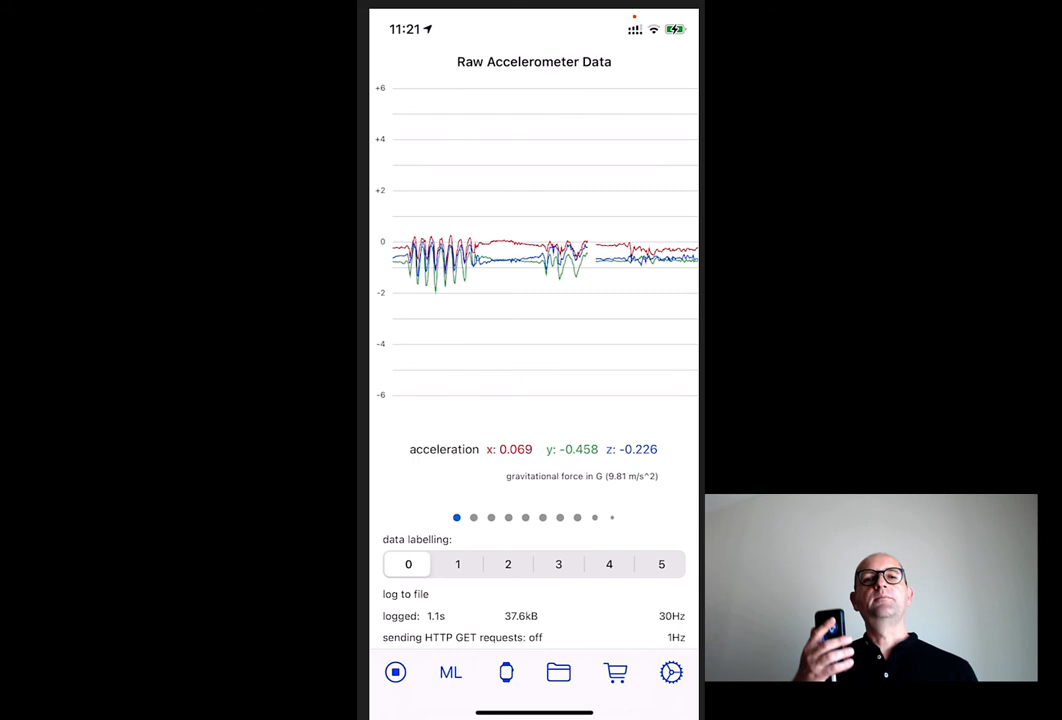 11:21
Raw Accelerometer Data
+6
+4
+2
0
-2
-4
-6
acceleration x: 0.069 y: -0.458 z: -0.226
gravitational force in G (9.81 m/s^2)
data labelling:
0 1 2 3 4 5
log to file
logged: 1.1s 37.6kB 30Hz
sending HTTP GET requests: off 1Hz
ML